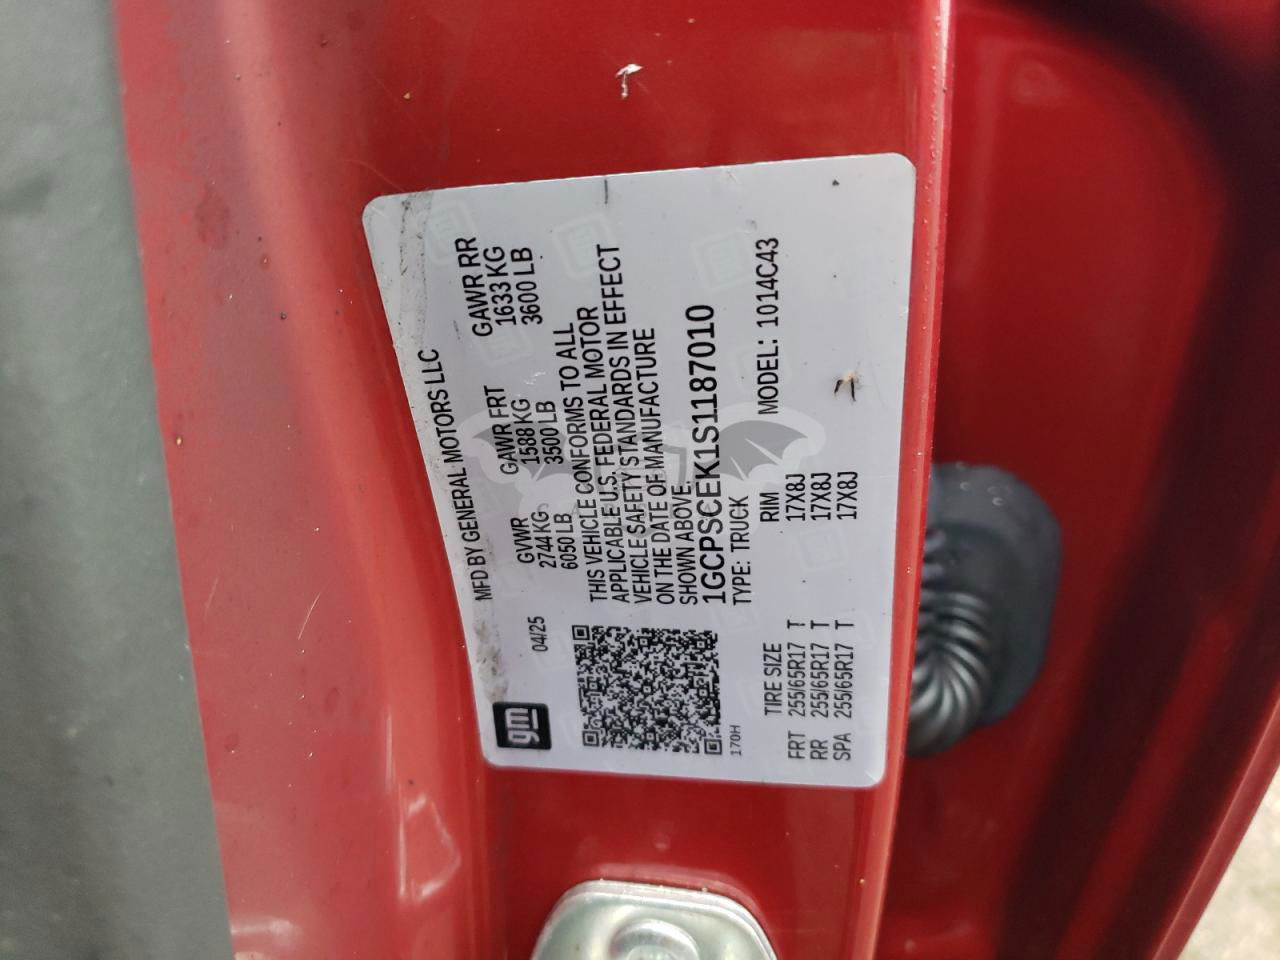 gm
MFD BY GENERAL MOTORS LLC
04/25
GVWR GAWR FRT GAWR RR
2744 KG 1588 KG 1633 KG
6050 LB 3500 LB 3600 LB
THIS VEHICLE CONFORMS TO ALL
APPLICABLE U.S. FEDERAL MOTOR
VEHICLE SAFETY STANDARDS IN EFFECT
ON THE DATE OF MANUFACTURE
SHOWN ABOVE.
1GCPSCEK1S1187010
TYPE: TRUCK MODEL: 1014C43
170H
TIRE SIZE RIM
FRT 255/65R17 T 17X8J
RR 255/65R17 T 17X8J
SPA 255/65R17 T 17X8J